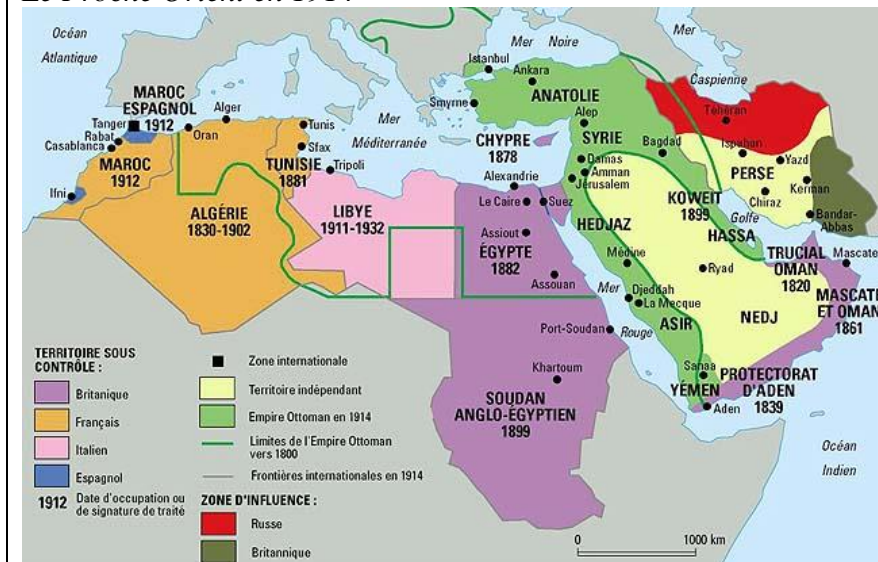 Le Proche-Orient en 1914
Océan
Atlantique
Mer Noire
Mer
Caspienne
Istanbul
Ankara
ANATOLIE
Smyrne
MAROC
ESPAGNOL
1912
Tanger
Rabat
Casablanca
MAROC
1912
Ifni
Alger
Oran
Tunis
Sfax
TUNISIE
1881
Tripoli
Mer
Méditerranée
CHYPRE
1878
Alep
SYRIE
Damas
Amman
Jérusalem
Bagdad
Téhéran
Ispahan
Yazd
PERSE
Kerman
Chiraz
Bandar-
Abbas
Alexandrie
Le Caire
Suez
Assiout
ÉGYPTE
1882
Assouan
ALGÉRIE
1830-1902
LIBYE
1911-1932
KOWEIT
1899
Golfe
HASSA
HEDJAZ
Médine
Ryad
TRUCIAL
OMAN
1820
Mascate
MASCATE
ET OMAN
1861
Mer
Rouge
Djeddah
La Mecque
NEDJ
ASIR
Port-Soudan
Khartoum
SOUDAN
ANGLO-ÉGYPTIEN
1899
Sanaa
YÉMEN
Aden
PROTECTORAT
D'ADEN
1839
Océan
Indien
TERRITOIRE SOUS
CONTRÔLE :
Britanique
Français
Italien
Espagnol
1912 Date d'occupation ou
de signature de traité
Zone internationale
Territoire indépendant
Empire Ottoman en 1914
Limites de l'Empire Ottoman
vers 1800
Frontières internationales en 1914
ZONE D'INFLUENCE :
Russe
Britannique
0 1000 km